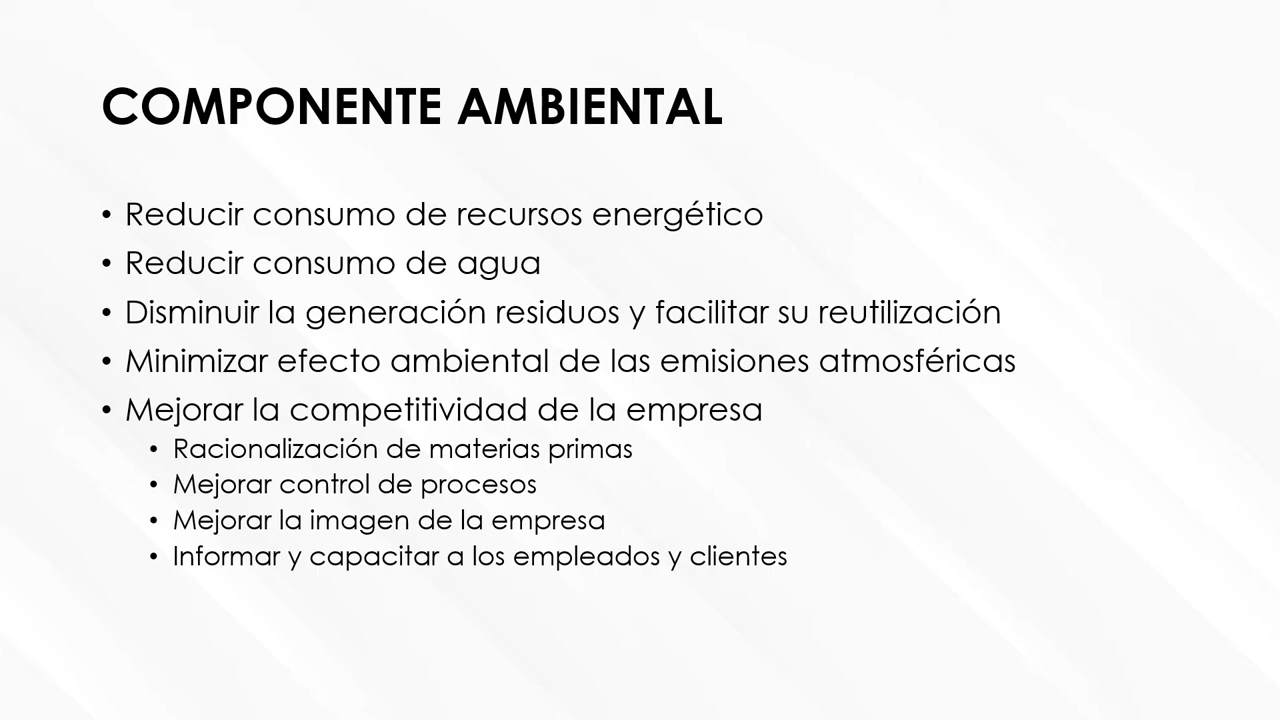 COMPONENTE AMBIENTAL
• Reducir consumo de recursos energético
• Reducir consumo de agua
• Disminuir la generación residuos y facilitar su reutilización
• Minimizar efecto ambiental de las emisiones atmosféricas
• Mejorar la competitividad de la empresa
• Racionalización de materias primas
• Mejorar control de procesos
• Mejorar la imagen de la empresa
• Informar y capacitar a los empleados y clientes